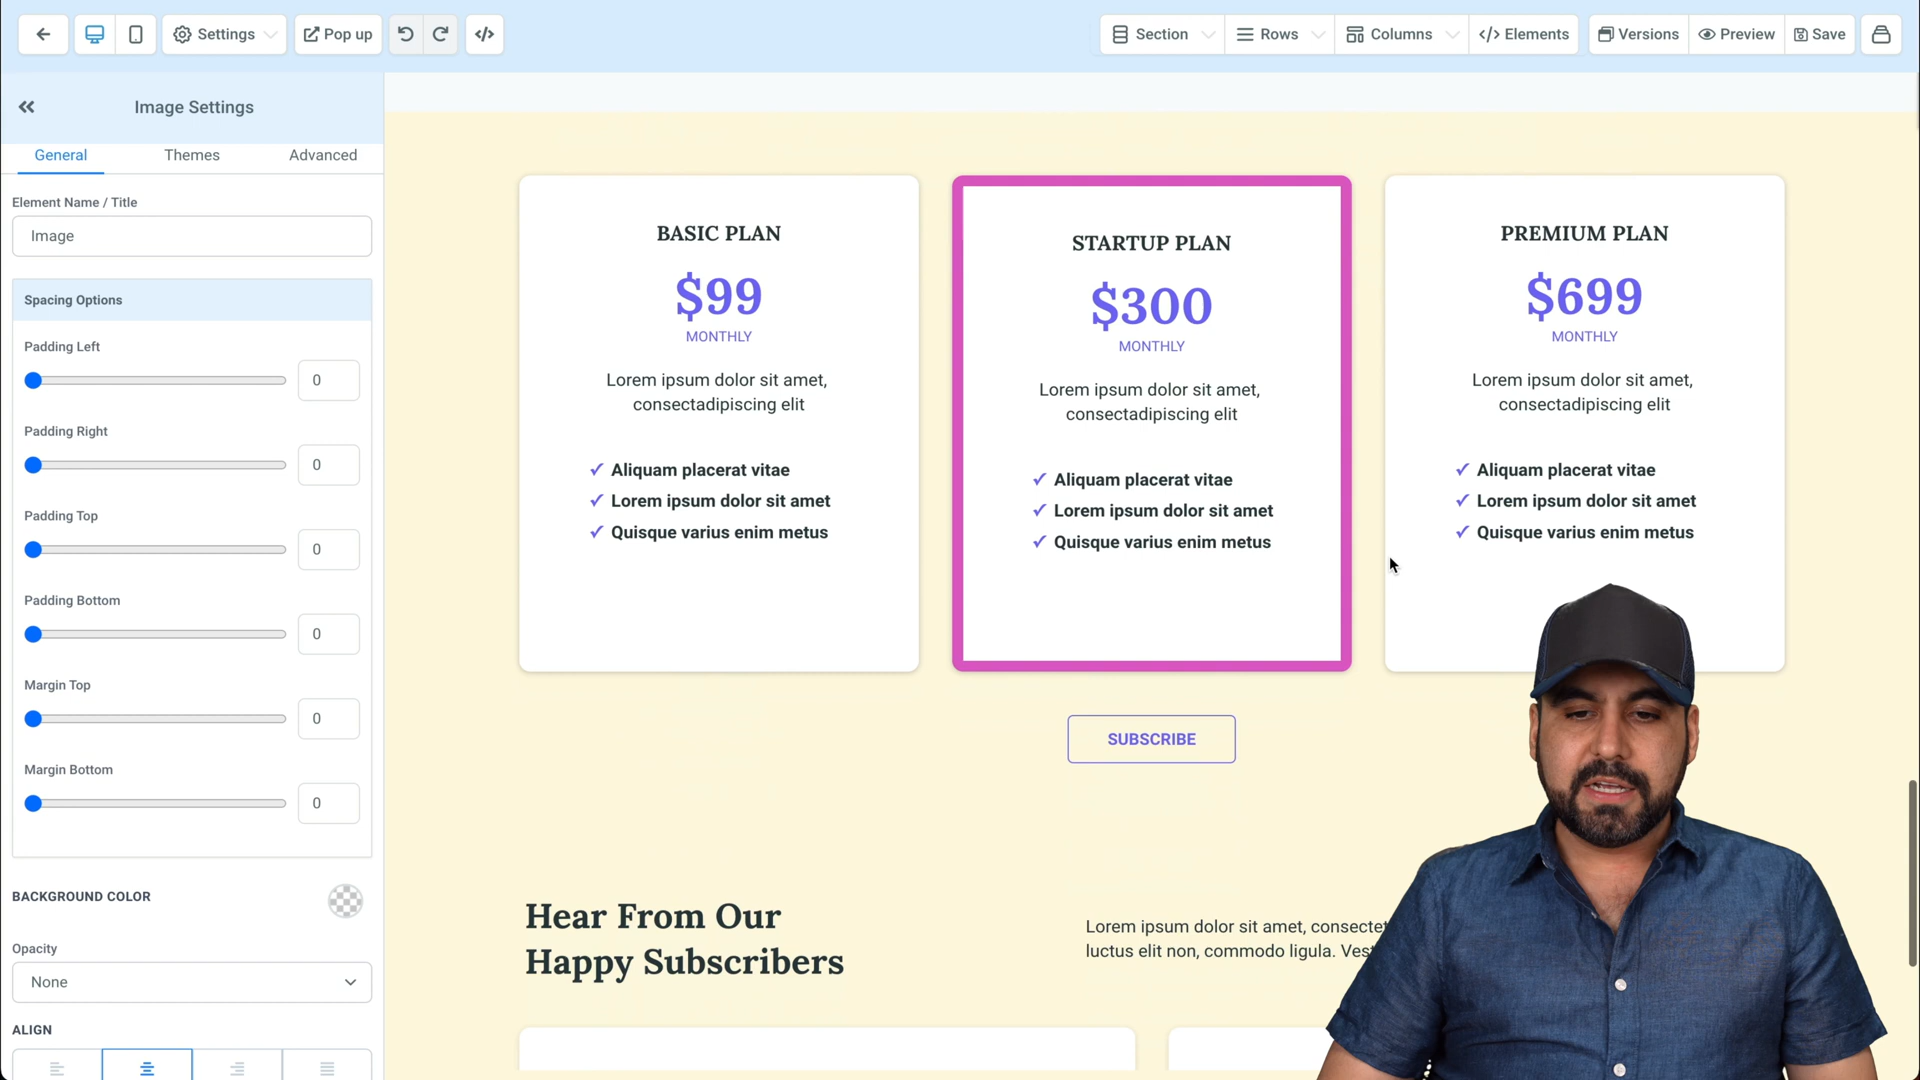 Settings
Pop up
Section
Rows
Columns
</> Elements
Versions
Preview
Save
Image Settings
General
Themes
Advanced
Element Name / Title
Image
Spacing Options
Padding Left
0
Padding Right
0
Padding Top
0
Padding Bottom
0
Margin Top
0
Margin Bottom
0
BACKGROUND COLOR
Opacity
None
ALIGN
BASIC PLAN
$99
MONTHLY
Lorem ipsum dolor sit amet,
consectadipiscing elit
✓ Aliquam placerat vitae
✓ Lorem ipsum dolor sit amet
✓ Quisque varius enim metus
STARTUP PLAN
$300
MONTHLY
Lorem ipsum dolor sit amet,
consectadipiscing elit
✓ Aliquam placerat vitae
✓ Lorem ipsum dolor sit amet
✓ Quisque varius enim metus
PREMIUM PLAN
$699
MONTHLY
Lorem ipsum dolor sit amet,
consectadipiscing elit
✓ Aliquam placerat vitae
✓ Lorem ipsum dolor sit amet
✓ Quisque varius enim metus
SUBSCRIBE
Hear From Our
Happy Subscribers
Lorem ipsum dolor sit amet,
luctus elit non, commodo ligula.